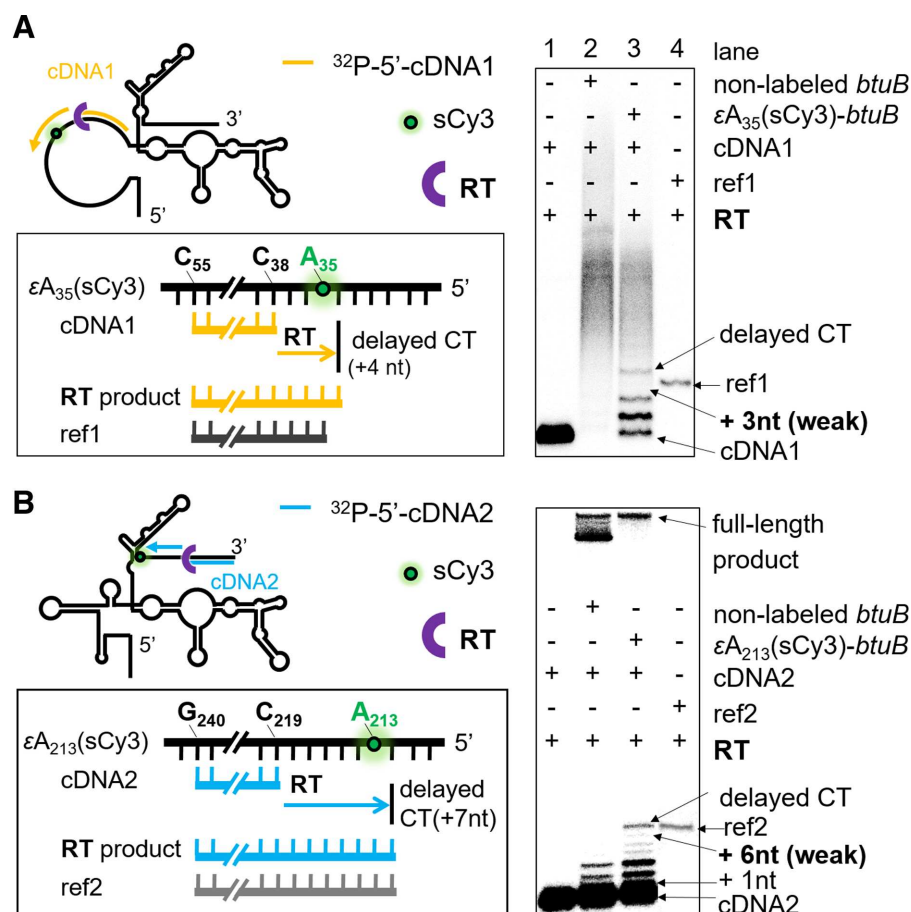 A
cDNA1
³²P-5'-cDNA1
sCy3
RT
3'
5'
C₅₅ C₃₈ A₃₅
εA₃₅(sCy3) 5'
cDNA1
RT
delayed CT
(+4 nt)
RT product
ref1
1 2 3 4 lane
- + - - non-labeled btuB
- - + - εA₃₅(sCy3)-btuB
+ + + - cDNA1
- - - + ref1
+ + + + RT
delayed CT
ref1
+ 3nt (weak)
cDNA1
B
³²P-5'-cDNA2
3'
sCy3
cDNA2
RT
5'
G₂₄₀ C₂₁₉ A₂₁₃
εA₂₁₃(sCy3) 5'
cDNA2
RT
delayed
CT(+7nt)
RT product
ref2
full-length
product
- + - - non-labeled btuB
- - + - εA₂₁₃(sCy3)-btuB
+ + + - cDNA2
- - - + ref2
+ + + + RT
delayed CT
ref2
+ 6nt (weak)
+ 1nt
cDNA2